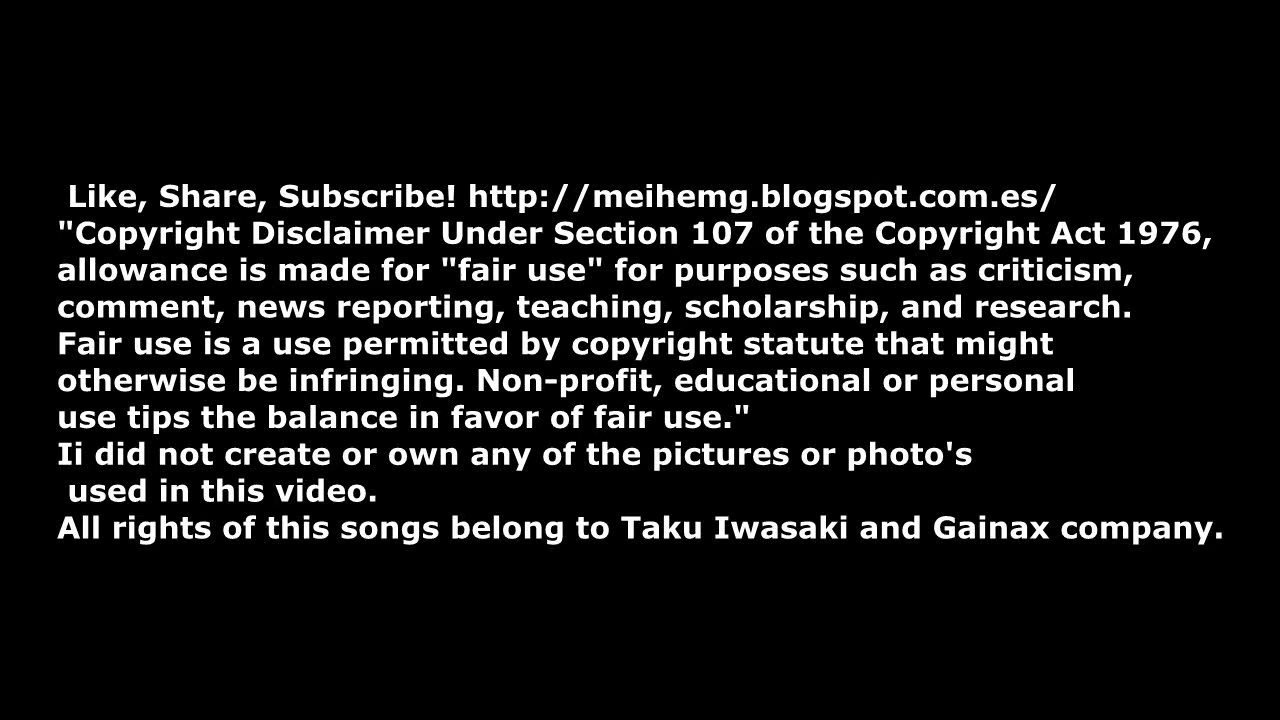 Like, Share, Subscribe! http://meihemg.blogspot.com.es/
"Copyright Disclaimer Under Section 107 of the Copyright Act 1976,
allowance is made for "fair use" for purposes such as criticism,
comment, news reporting, teaching, scholarship, and research.
Fair use is a use permitted by copyright statute that might
otherwise be infringing. Non-profit, educational or personal
use tips the balance in favor of fair use."
Ii did not create or own any of the pictures or photo's
used in this video.
All rights of this songs belong to Taku Iwasaki and Gainax company.